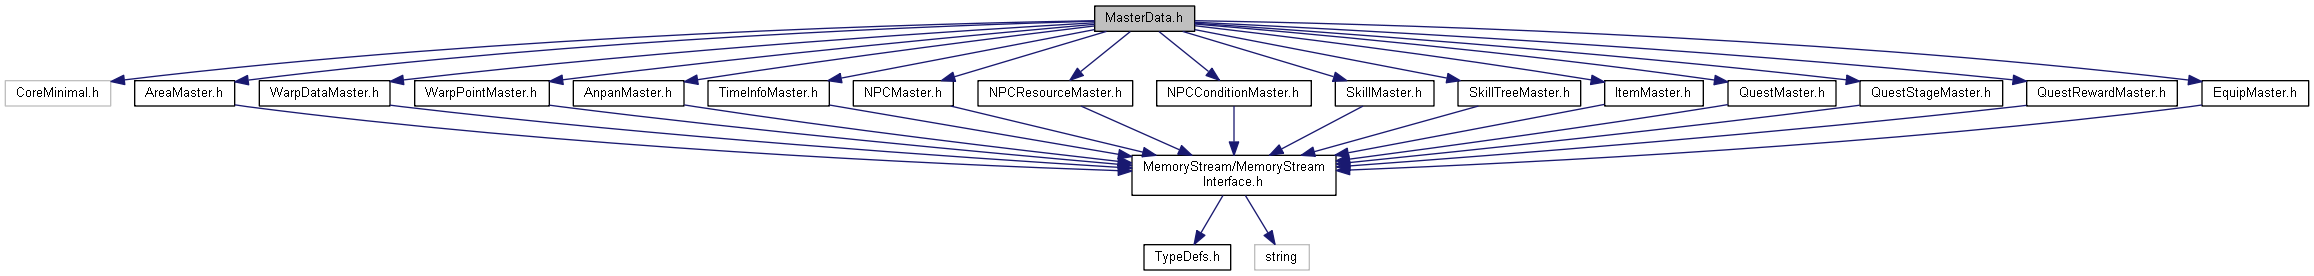 MasterData.h
CoreMinimal.h
AreaMaster.h
WarpDataMaster.h
WarpPointMaster.h
AnpanMaster.h
TimeInfoMaster.h
NPCMaster.h
NPCResourceMaster.h
NPCConditionMaster.h
SkillMaster.h
SkillTreeMaster.h
ItemMaster.h
QuestMaster.h
QuestStageMaster.h
QuestRewardMaster.h
EquipMaster.h
MemoryStream/MemoryStream
Interface.h
TypeDefs.h
string